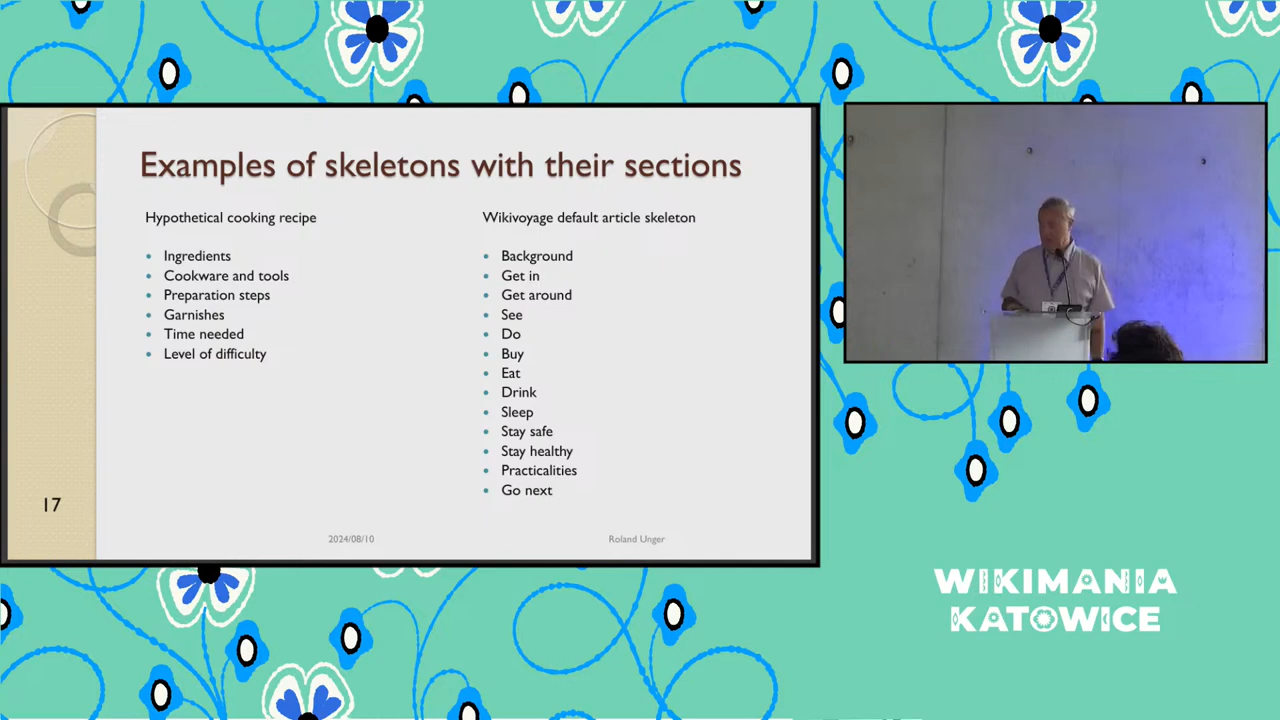 Examples of skeletons with their sections
Hypothetical cooking recipe
Ingredients
Cookware and tools
Preparation steps
Garnishes
Time needed
Level of difficulty
Wikivoyage default article skeleton
Background
Get in
Get around
See
Do
Buy
Eat
Drink
Sleep
Stay safe
Stay healthy
Practicalities
Go next
17
2024/08/10
Roland Unger
WIKIMANIA
KATOWICE